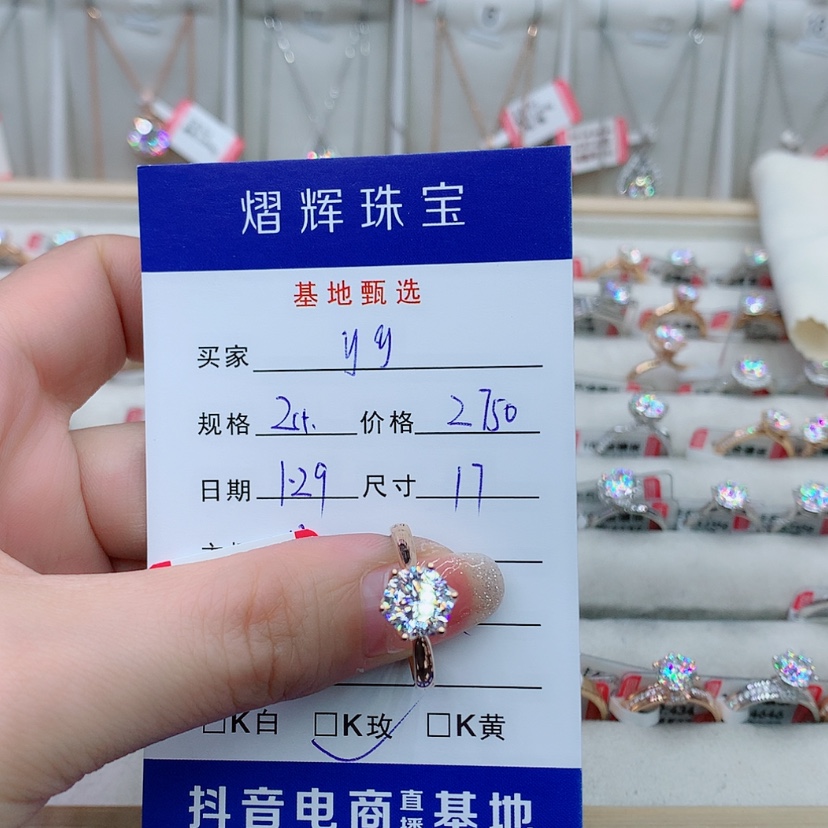 熠辉珠宝
基地甄选
买家 yy
规格 2ct. 价格 2750
日期 1.29 尺寸 17
□K白 □K玫 □K黄
抖音电商直播基地